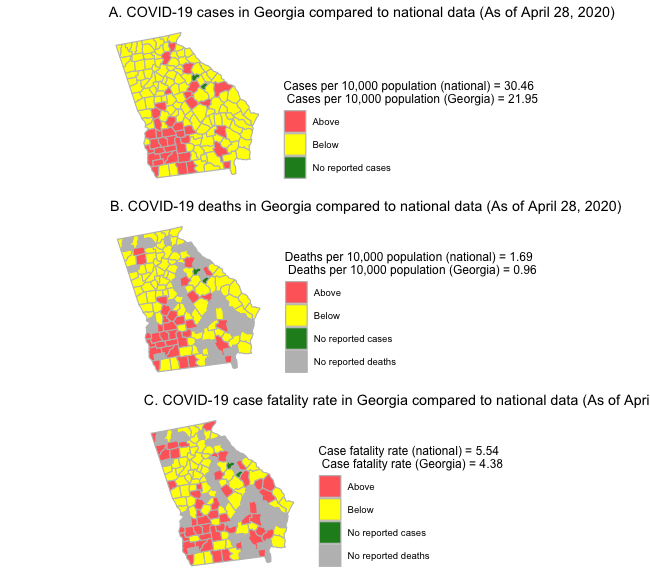 A. COVID-19 cases in Georgia compared to national data (As of April 28, 2020)
Cases per 10,000 population (national) = 30.46
Cases per 10,000 population (Georgia) = 21.95
Above
Below
No reported cases
B. COVID-19 deaths in Georgia compared to national data (As of April 28, 2020)
Deaths per 10,000 population (national) = 1.69
Deaths per 10,000 population (Georgia) = 0.96
Above
Below
No reported cases
No reported deaths
C. COVID-19 case fatality rate in Georgia compared to national data (As of Apri
Case fatality rate (national) = 5.54
Case fatality rate (Georgia) = 4.38
Above
Below
No reported cases
No reported deaths